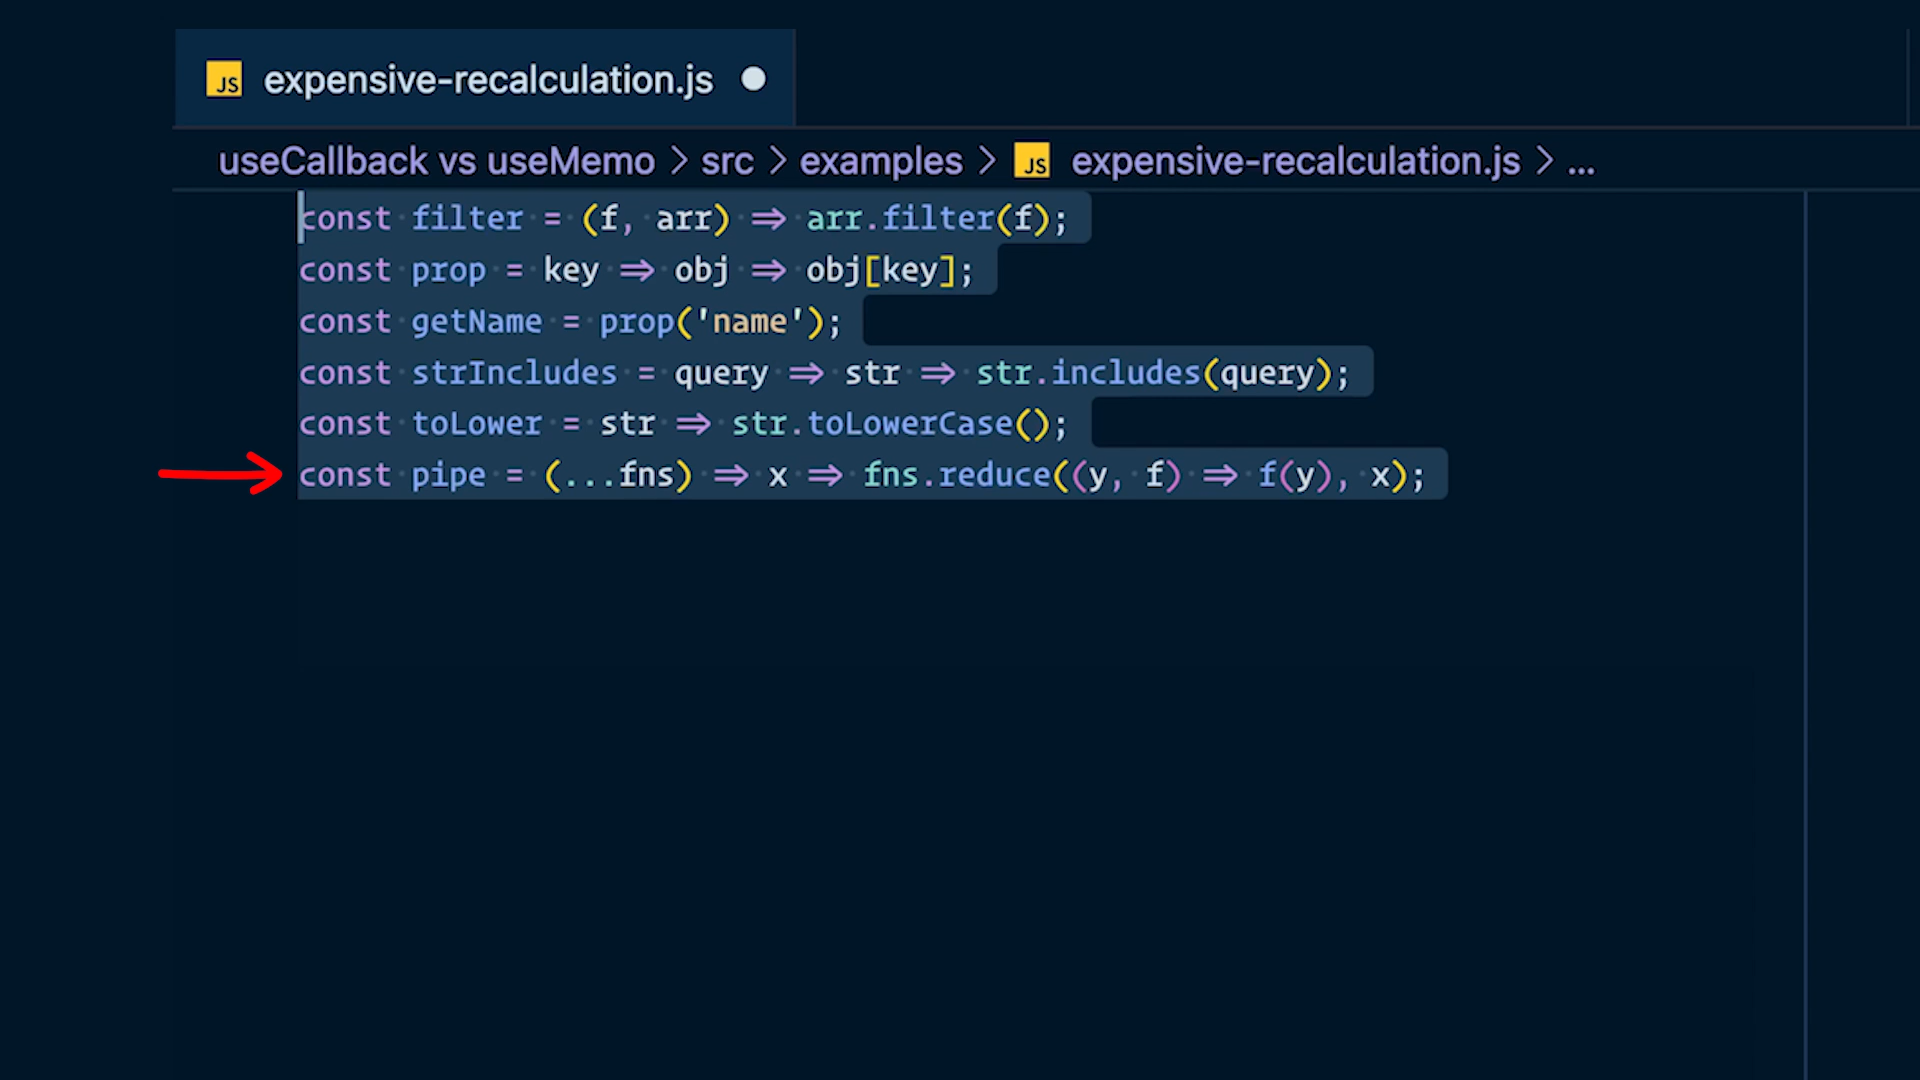 JS expensive-recalculation.js
useCallback vs useMemo > src > examples > JS expensive-recalculation.js > ...
const filter = (f, arr) => arr.filter(f);
const prop = key => obj => obj[key];
const getName = prop('name');
const strIncludes = query => str => str.includes(query);
const toLower = str => str.toLowerCase();
const pipe = (...fns) => x => fns.reduce((y, f) => f(y), x);